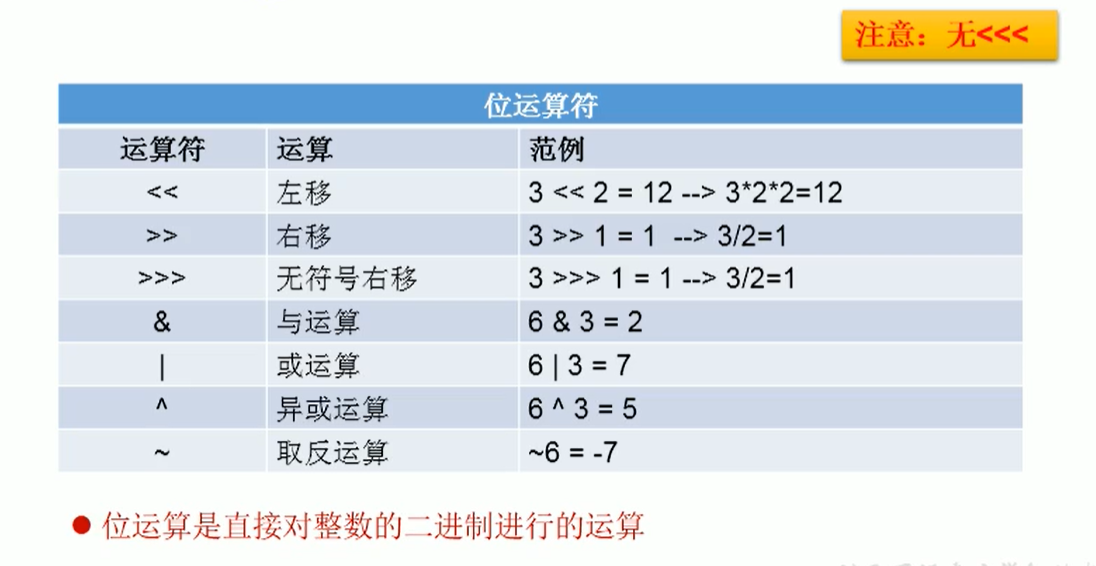 注意：无<<<
位运算符
运算符 运算 范例
<< 左移 3 << 2 = 12 --> 3*2*2=12
>> 右移 3 >> 1 = 1 --> 3/2=1
>>> 无符号右移 3 >>> 1 = 1 --> 3/2=1
& 与运算 6 & 3 = 2
| 或运算 6 | 3 = 7
^ 异或运算 6 ^ 3 = 5
~ 取反运算 ~6 = -7
● 位运算是直接对整数的二进制进行的运算